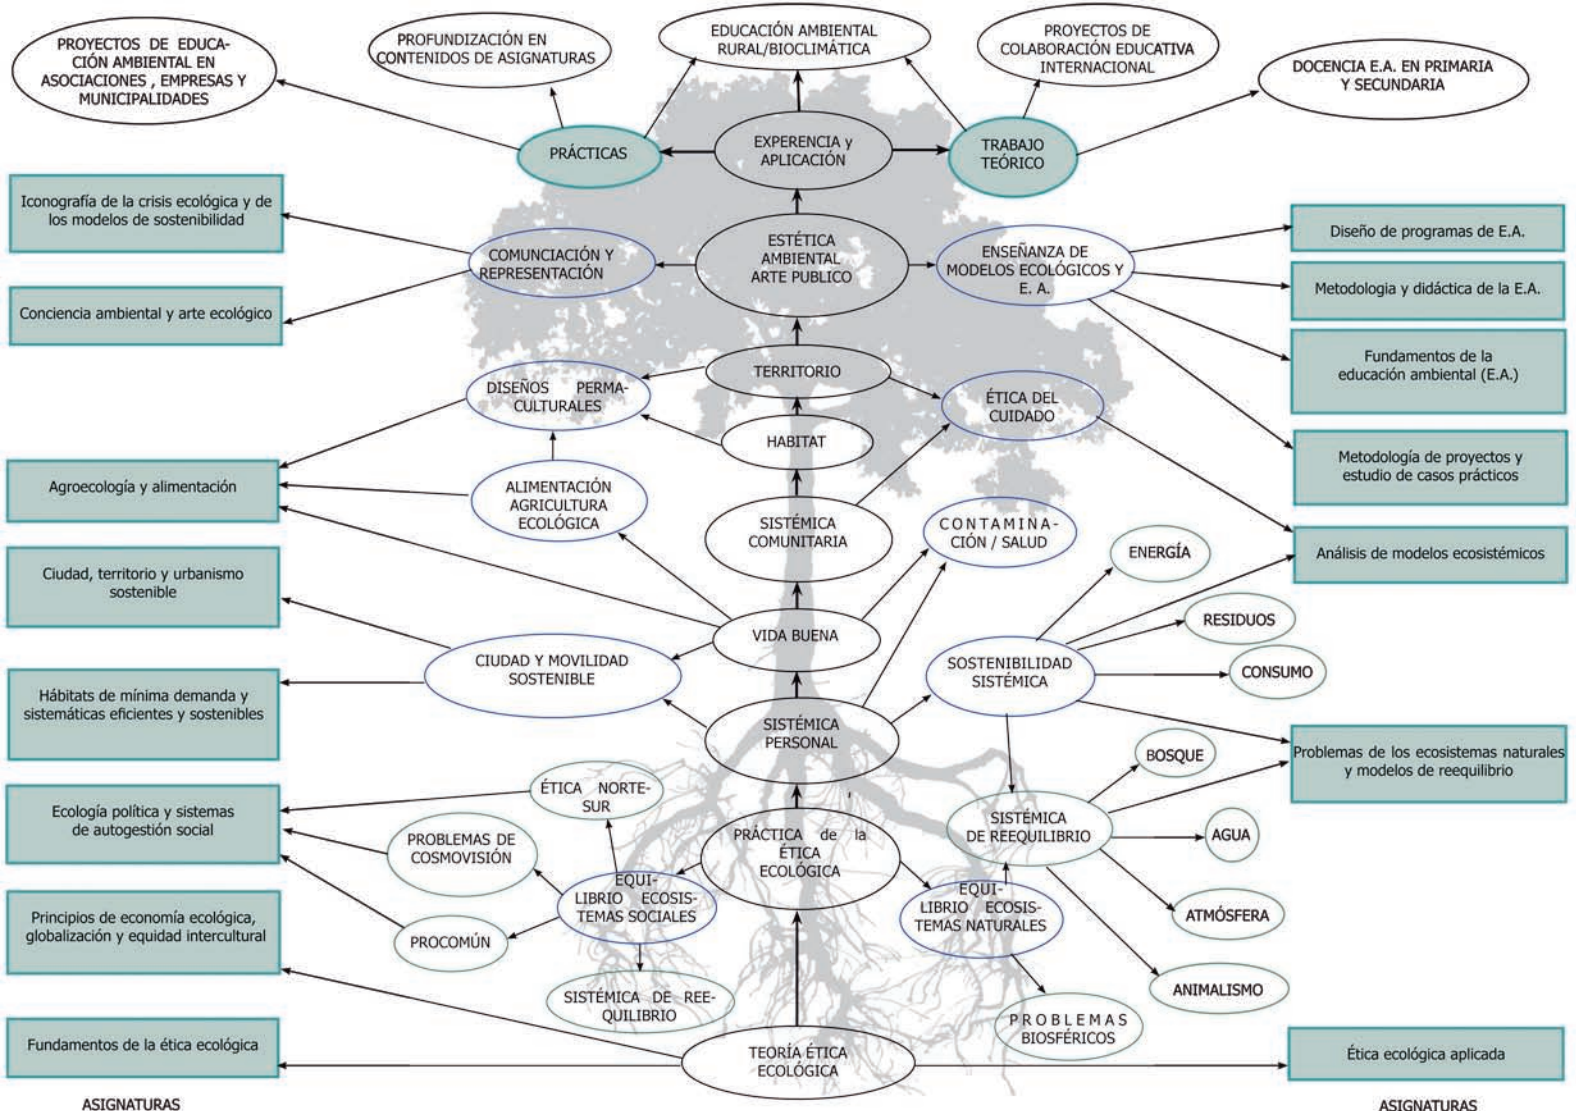 PROYECTOS DE EDUCA-
CIÓN AMBIENTAL EN
ASOCIACIONES , EMPRESAS Y
MUNICIPALIDADES
PROFUNDIZACIÓN EN
CONTENIDOS DE ASIGNATURAS
EDUCACIÓN AMBIENTAL
RURAL/BIOCLIMÁTICA
PROYECTOS DE
COLABORACIÓN EDUCATIVA
INTERNACIONAL
DOCENCIA E.A. EN PRIMARIA
Y SECUNDARIA
PRÁCTICAS
EXPERENCIA y
APLICACIÓN
TRABAJO
TEÓRICO
Iconografía de la crisis ecológica y de
los modelos de sostenibilidad
COMUNCIACIÓN Y
REPRESENTACIÓN
ESTÉTICA
AMBIENTAL
ARTE PUBLICO
ENSEÑANZA DE
MODELOS ECOLÓGICOS Y
E. A.
Diseño de programas de E.A.
Metodologia y didáctica de la E.A.
Conciencia ambiental y arte ecológico
Fundamentos de la
educación ambiental (E.A.)
DISEÑOS PERMA-
CULTURALES
TERRITORIO
ÉTICA DEL
CUIDADO
HABITAT
Metodología de proyectos y
estudio de casos prácticos
Agroecología y alimentación
ALIMENTACIÓN
AGRICULTURA
ECOLÓGICA
SISTÉMICA
COMUNITARIA
CONTAMINA-
CIÓN / SALUD
ENERGÍA
Análisis de modelos ecosistémicos
Ciudad, territorio y urbanismo
sostenible
VIDA BUENA
RESIDUOS
CIUDAD Y MOVILIDAD
SOSTENIBLE
SOSTENIBILIDAD
SISTÉMICA
CONSUMO
Hábitats de mínima demanda y
sistemáticas eficientes y sostenibles
SISTÉMICA
PERSONAL
BOSQUE
Problemas de los ecosistemas naturales
y modelos de reequilibrio
ÉTICA NORTE-
SUR
Ecología política y sistemas
de autogestión social
PROBLEMAS DE
COSMOVISIÓN
PRÁCTICA de la
ÉTICA
ECOLÓGICA
SISTÉMICA
DE REEQUILIBRIO
AGUA
EQUI-
LIBRIO ECOSIS-
TEMAS SOCIALES
EQUI-
LIBRIO ECOSIS-
TEMAS NATURALES
ATMÓSFERA
Principios de economía ecológica,
globalización y equidad intercultural
PROCOMÚN
ANIMALISMO
SISTÉMICA DE REE-
QUILIBRIO
PROBLEMAS
BIOSFÉRICOS
Fundamentos de la ética ecológica
TEORÍA ÉTICA
ECOLÓGICA
Ética ecológica aplicada
ASIGNATURAS
ASIGNATURAS